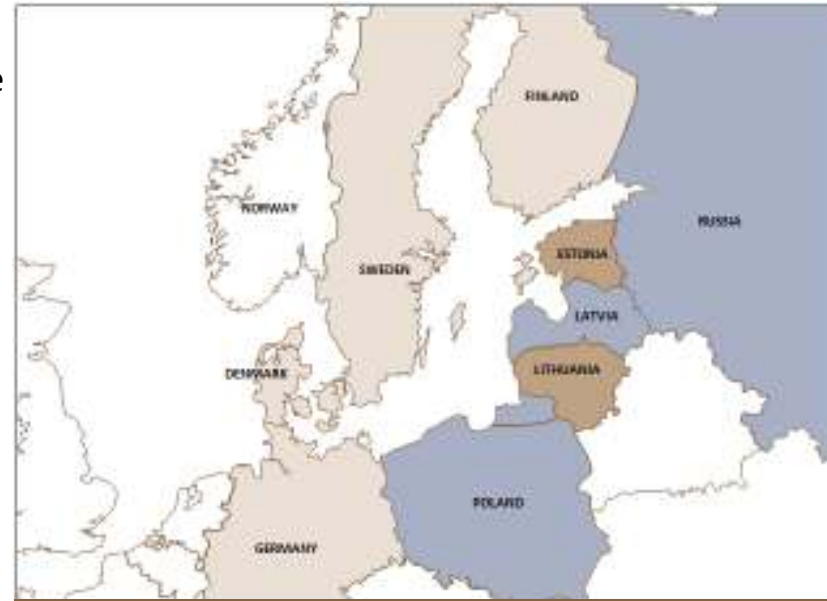 e
FINLAND
NORWAY
RUSSIA
ESTONIA
SWEDEN
LATVIA
LITHUANIA
DENMARK
POLAND
GERMANY